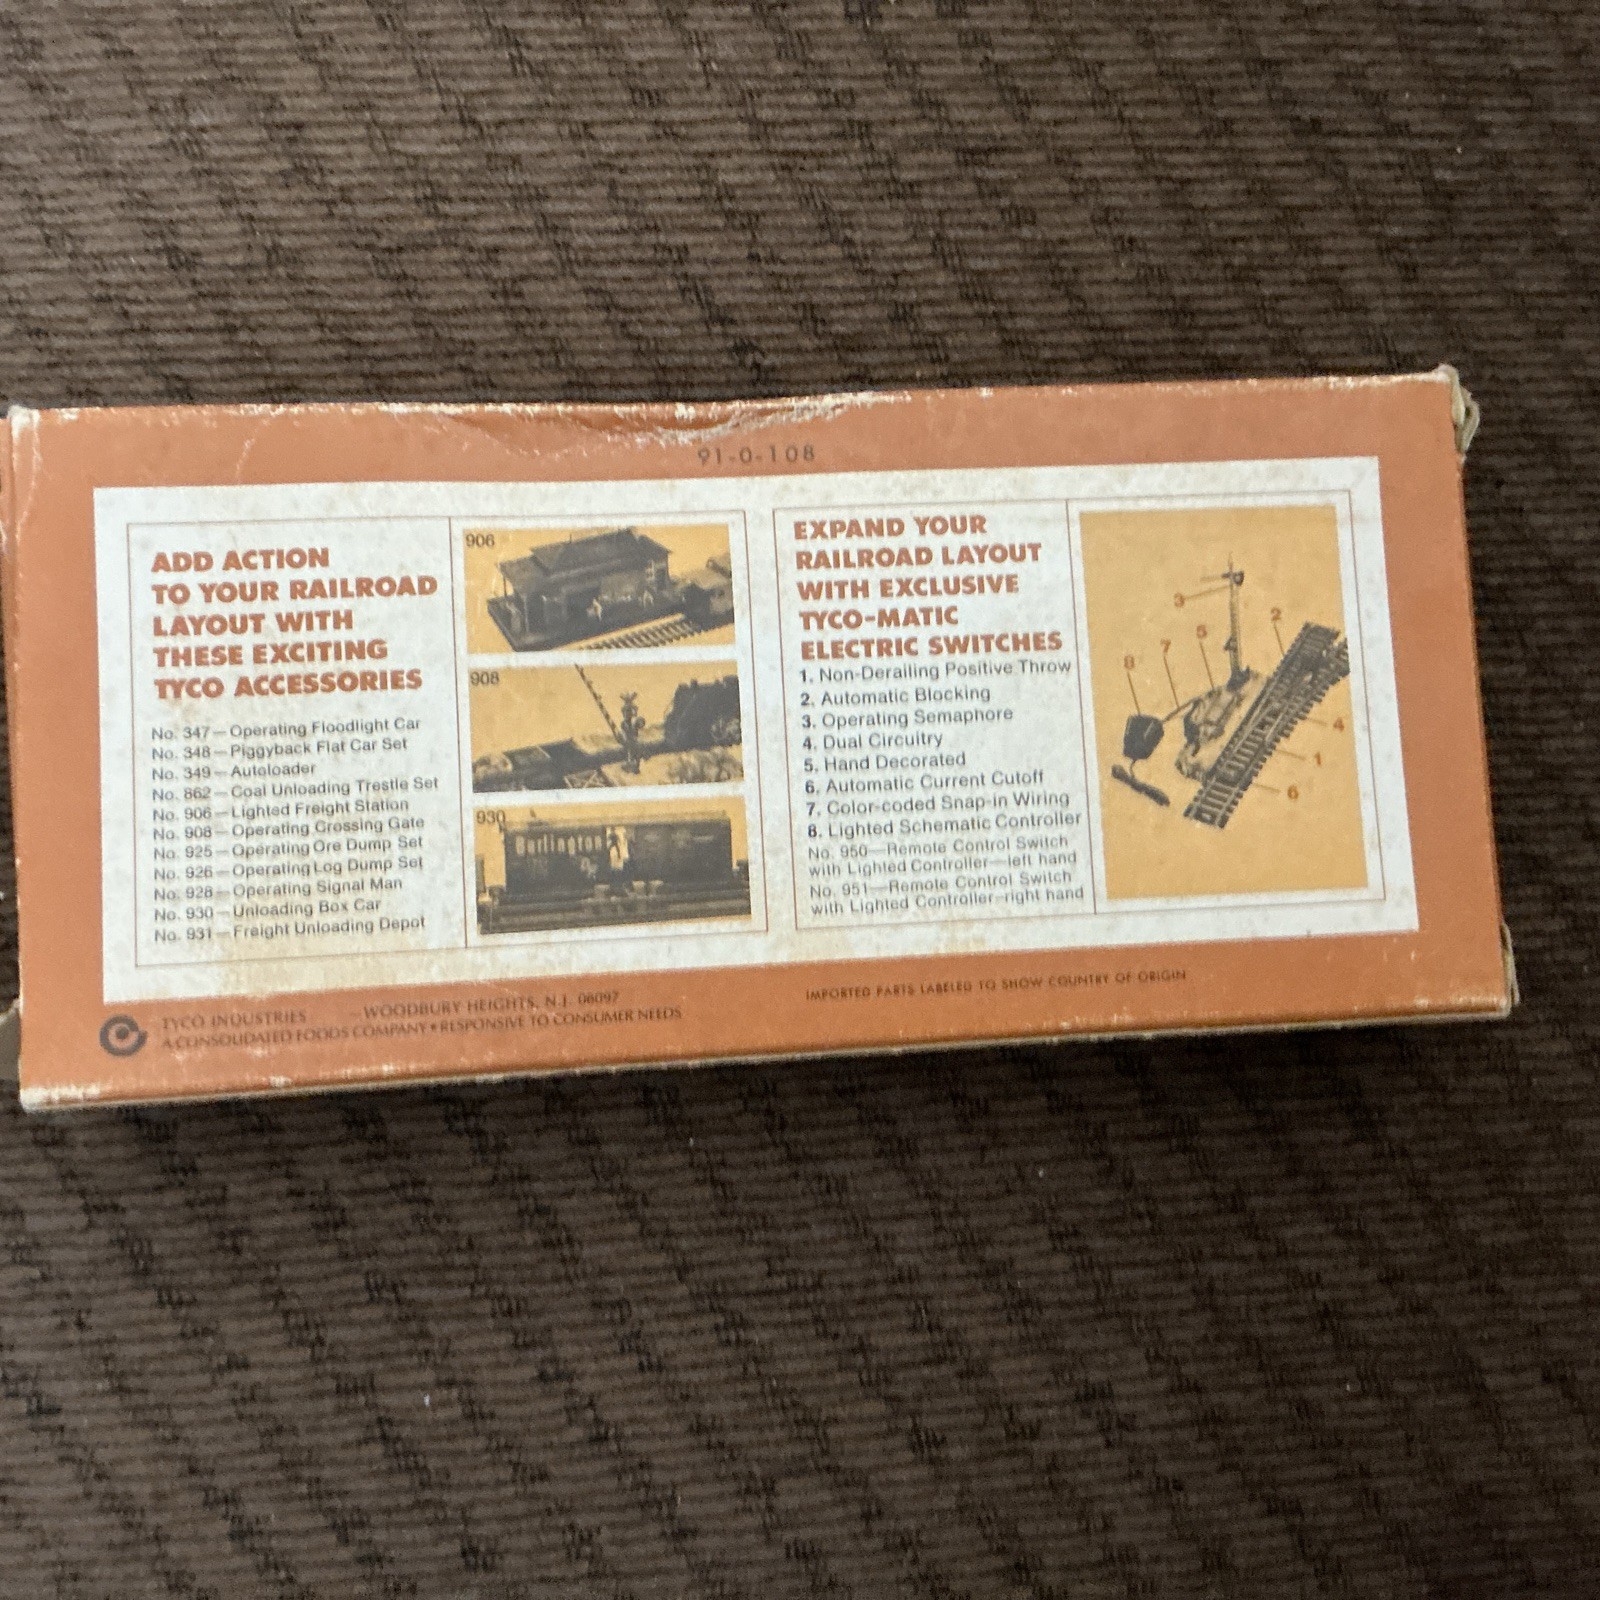 91-0-108
ADD ACTION
TO YOUR RAILROAD
LAYOUT WITH
THESE EXCITING
TYCO ACCESSORIES
No. 347—Operating Floodlight Car
No. 348—Piggyback Flat Car Set
No. 349—Autoloader
No. 862—Coal Unloading Trestle Set
No. 906—Lighted Freight Station
No. 908—Operating Crossing Gate
No. 925—Operating Ore Dump Set
No. 926—Operating Log Dump Set
No. 928—Operating Signal Man
No. 930—Unloading Box Car
No. 931—Freight Unloading Depot
906
908
930
Burlington
EXPAND YOUR
RAILROAD LAYOUT
WITH EXCLUSIVE
TYCO-MATIC
ELECTRIC SWITCHES
1. Non-Derailing Positive Throw
2. Automatic Blocking
3. Operating Semaphore
4. Dual Circuitry
5. Hand Decorated
6. Automatic Current Cutoff
7. Color-coded Snap-in Wiring
8. Lighted Schematic Controller
No. 950—Remote Control Switch
with Lighted Controller—left hand
No. 951—Remote Control Switch
with Lighted Controller—right hand
3
2
5
7
8
4
1
6
TYCO INDUSTRIES —WOODBURY HEIGHTS, N.J. 08097
A CONSOLIDATED FOODS COMPANY • RESPONSIVE TO CONSUMER NEEDS
IMPORTED PARTS LABELED TO SHOW COUNTRY OF ORIGIN